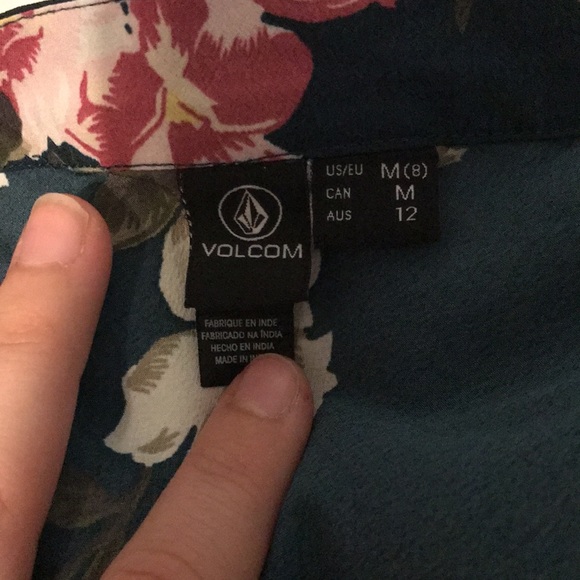 VOLCOM
US/EU M(8)
CAN M
AUS 12
FABRIQUE EN INDE
FABRICADO NA ÍNDIA
HECHO EN INDIA
MADE IN